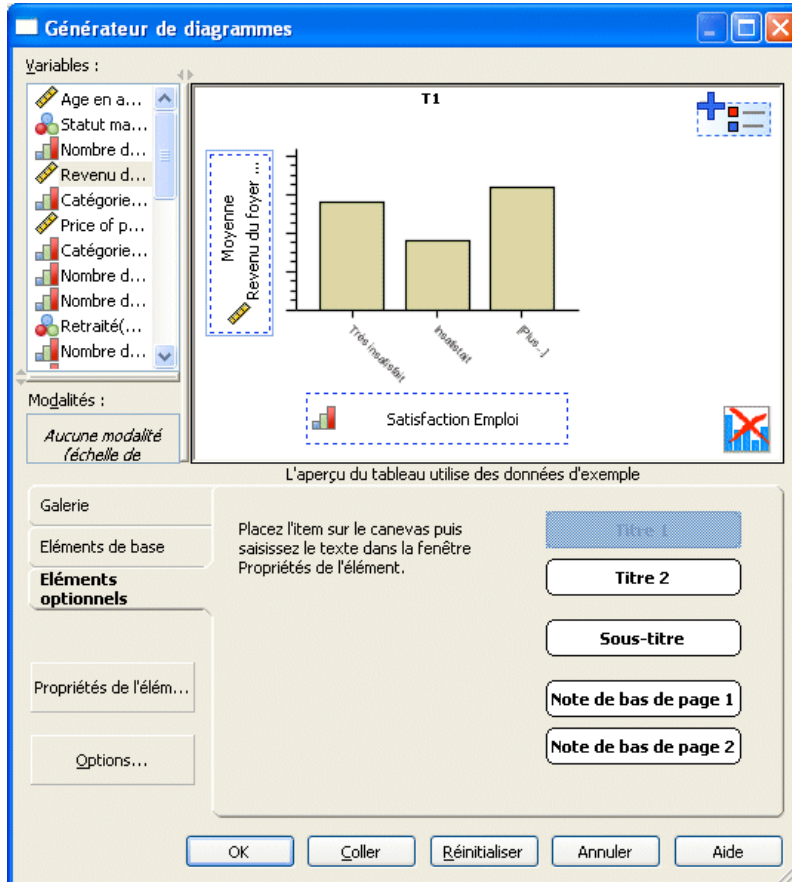 Générateur de diagrammes
Variables :
Age en a...
Statut ma...
Nombre d...
Revenu d...
Catégorie...
Price of p...
Catégorie...
Nombre d...
Nombre d...
Retraité(...
Nombre d...
Modalités :
Aucune modalité
(échelle de
T1
Moyenne
Revenu du foyer ...
Très insatisfait
Insatisfait
[Plus...]
Satisfaction Emploi
L'aperçu du tableau utilise des données d'exemple
Galerie
Eléments de base
Eléments
optionnels
Propriétés de l'élém...
Options...
Placez l'item sur le canevas puis
saisissez le texte dans la fenêtre
Propriétés de l'élément.
Titre 1
Titre 2
Sous-titre
Note de bas de page 1
Note de bas de page 2
OK
Coller
Réinitialiser
Annuler
Aide